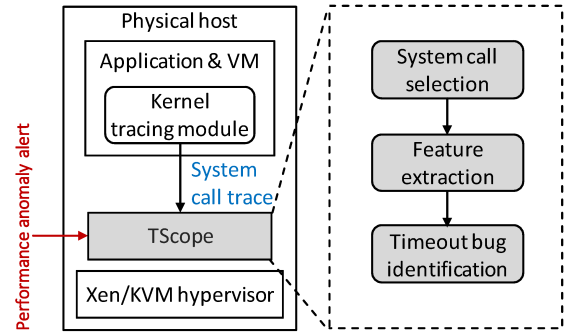 Physical host
Application & VM
Kernel
tracing module
System
call trace
Performance anomaly alert
TScope
Xen/KVM hypervisor
System call
selection
Feature
extraction
Timeout bug
identification